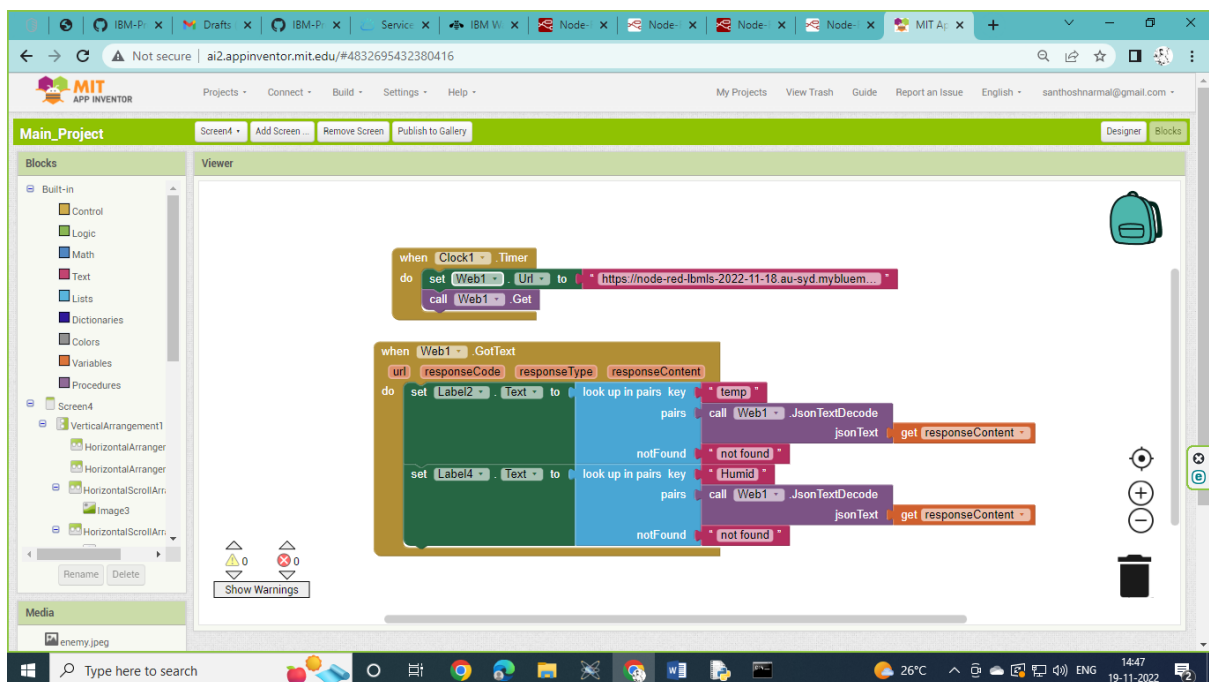 IBM-P Drafts IBM-P Service IBM W Node- Node- Node- Node- MIT Ap
Not secure ai2.appinventor.mit.edu/#4832695432380416
MIT APP INVENTOR Projects Connect Build Settings Help My Projects View Trash Guide Report an Issue English santhoshnarmal@gmail.com
Main_Project Screen4 Add Screen ... Remove Screen Publish to Gallery Designer Blocks
Blocks Viewer
Built-in
Control
Logic
Math
Text
Lists
Dictionaries
Colors
Variables
Procedures
Screen4
VerticalArrangement1
HorizontalArranger
HorizontalArranger
HorizontalScrollArr
Image3
HorizontalScrollArr
Rename Delete
Media
enemy.jpeg
when Clock1 .Timer
do set Web1 . Url to " https://node-red-lbmls-2022-11-18.au-syd.mybluem... "
call Web1 .Get
when Web1 .GotText
url responseCode responseType responseContent
do set Label2 . Text to look up in pairs key " temp "
pairs call Web1 .JsonTextDecode
jsonText get responseContent
notFound " not found "
set Label4 . Text to look up in pairs key " Humid "
pairs call Web1 .JsonTextDecode
jsonText get responseContent
notFound " not found "
0 0
Show Warnings
Type here to search 26°C ENG 14:47
19-11-2022